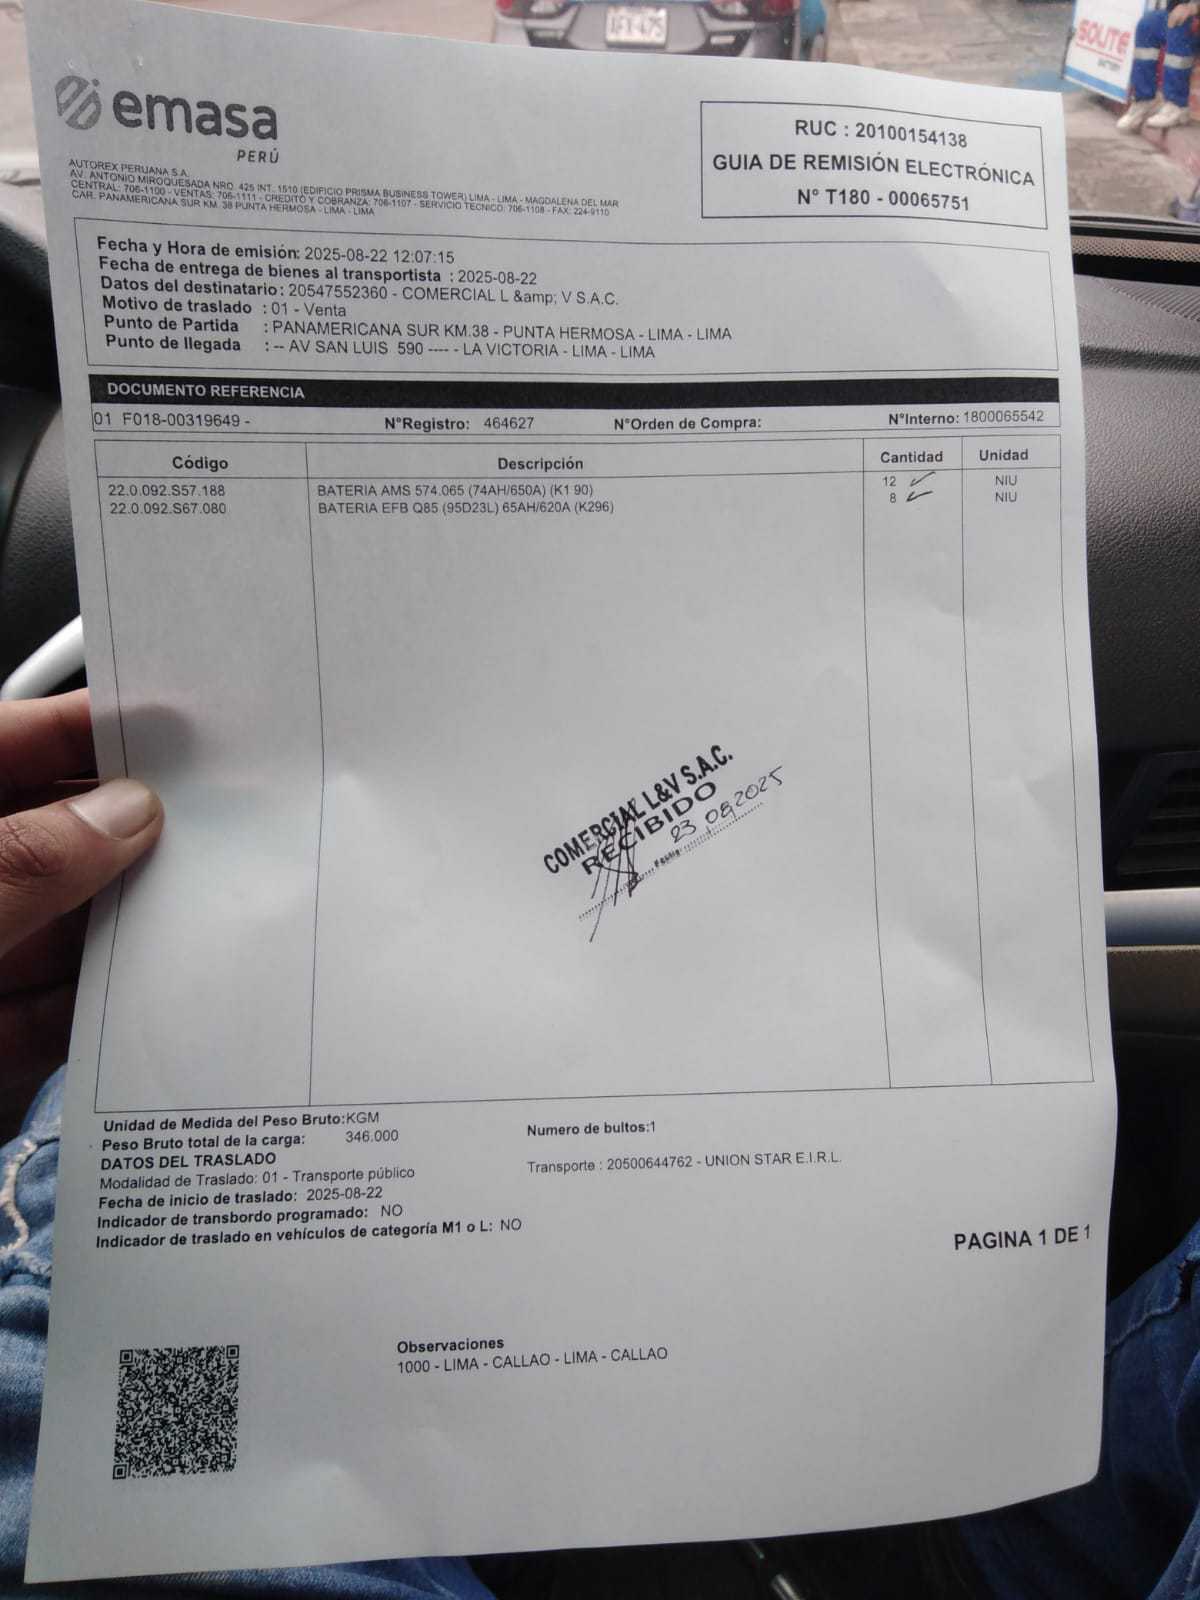 emasa
PERÚ
AUTOREX PERUANA S.A.
AV. ANTONIO MIROQUESADA NRO. 425 INT. 1510 (EDIFICIO PRISMA BUSINESS TOWER) LIMA - LIMA - MAGDALENA DEL MAR
CENTRAL: 706-1100 - VENTAS: 706-1111 - CREDITO Y COBRANZA: 706-1107 - SERVICIO TECNICO: 706-1108 - FAX: 224-9110
CAR. PANAMERICANA SUR KM. 38 PUNTA HERMOSA - LIMA - LIMA
RUC : 20100154138
GUIA DE REMISIÓN ELECTRÓNICA
N° T180 - 00065751
Fecha y Hora de emisión: 2025-08-22 12:07:15
Fecha de entrega de bienes al transportista : 2025-08-22
Datos del destinatario : 20547552360 - COMERCIAL L &amp; V S.A.C.
Motivo de traslado : 01 - Venta
Punto de Partida : PANAMERICANA SUR KM.38 - PUNTA HERMOSA - LIMA - LIMA
Punto de llegada : -- AV SAN LUIS 590 ---- - LA VICTORIA - LIMA - LIMA
DOCUMENTO REFERENCIA
01 F018-00319649 - N°Registro: 464627 N°Orden de Compra: N°Interno: 1800065542
Código Descripción Cantidad Unidad
22.0.092.S57.188 BATERIA AMS 574.065 (74AH/650A) (K1 90) 12 NIU
22.0.092.S67.080 BATERIA EFB Q85 (95D23L) 65AH/620A (K296) 8 NIU
COMERCIAL L&V S.A.C.
RECIBIDO
Fecha: 23 08 2025
Unidad de Medida del Peso Bruto:KGM
Peso Bruto total de la carga: 346.000
Numero de bultos:1
DATOS DEL TRASLADO
Modalidad de Traslado: 01 - Transporte público
Transporte : 20500644762 - UNION STAR E.I.R.L.
Fecha de inicio de traslado: 2025-08-22
Indicador de transbordo programado: NO
Indicador de traslado en vehículos de categoría M1 o L: NO
PAGINA 1 DE 1
Observaciones
1000 - LIMA - CALLAO - LIMA - CALLAO